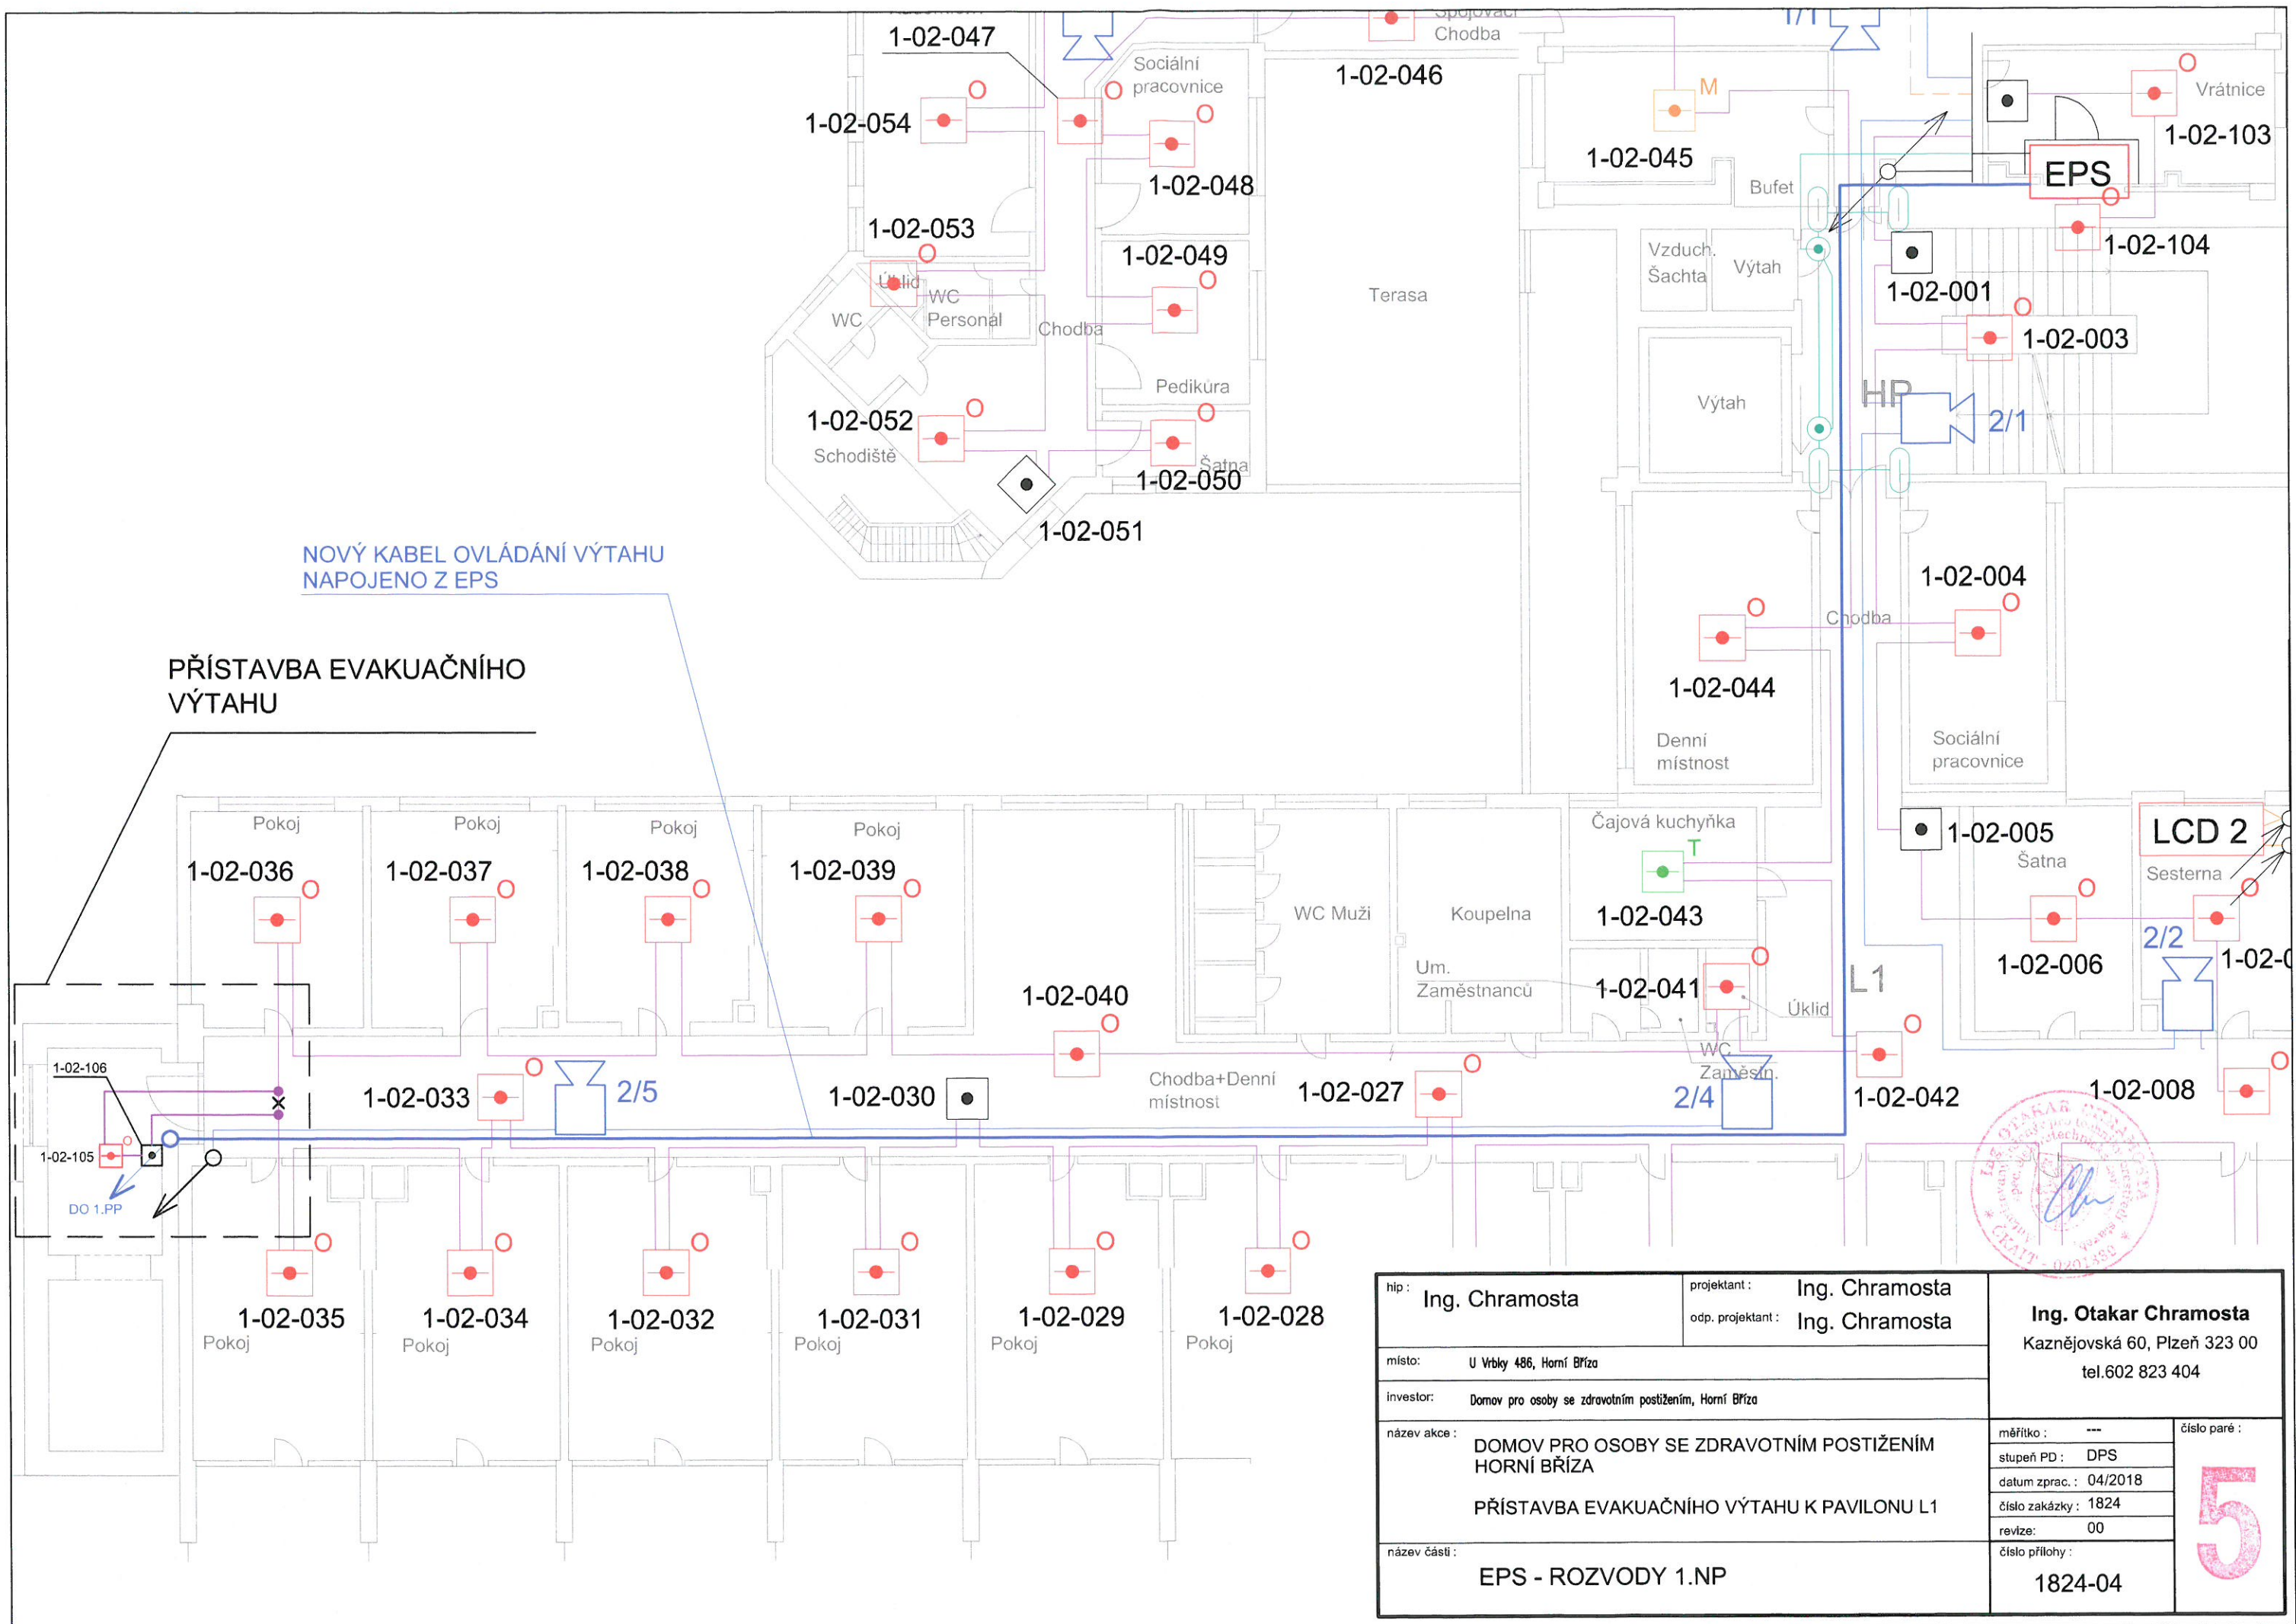 1-02-047
Sociální
pracovnice
Chodba
1-02-046
1/1
M
Vrátnice
1-02-103
1-02-054
O
O
O
O
1-02-048
1-02-045
Bufet
EPS
O
1-02-104
1-02-053
O
Úklid
WC
Personál
WC
Chodba
1-02-049
O
Pedikúra
Terasa
Vzduch.
Šachta
Výtah
1-02-001
O
1-02-003
HP
2/1
Výtah
1-02-052
O
Schodiště
O
Šatna
1-02-050
1-02-051
NOVÝ KABEL OVLÁDÁNÍ VÝTAHU
NAPOJENO Z EPS
1-02-004
O
O
Chodba
1-02-044
Denní
místnost
Sociální
pracovnice
PŘÍSTAVBA EVAKUAČNÍHO
VÝTAHU
Pokoj
Pokoj
Pokoj
Pokoj
1-02-036
O
1-02-037
O
1-02-038
O
1-02-039
O
WC Muži
Koupelna
Čajová kuchyňka
T
1-02-043
1-02-005
Šatna
LCD 2
Sesterna
O
O
1-02-006
2/2
1-02-0
1-02-040
O
Um.
Zaměstnanců
1-02-041
O
Úklid
L1
WC
Zaměstn.
1-02-106
1-02-033
O
2/5
1-02-030
Chodba+Denní
místnost
1-02-027
O
2/4
O
1-02-042
1-02-008
O
1-02-105
O
DO 1.PP
O
O
O
O
O
O
1-02-035
1-02-034
1-02-032
1-02-031
1-02-029
1-02-028
Pokoj
Pokoj
Pokoj
Pokoj
Pokoj
Pokoj
hip :
Ing. Chramosta
projektant :
Ing. Chramosta
odp. projektant :
Ing. Chramosta
Ing. Otakar Chramosta
Kaznějovská 60, Plzeň 323 00
tel.602 823 404
místo:
U Vrbky 486, Horní Bříza
investor:
Domov pro osoby se zdravotním postižením, Horní Bříza
název akce :
DOMOV PRO OSOBY SE ZDRAVOTNÍM POSTIŽENÍM
HORNÍ BŘÍZA
PŘÍSTAVBA EVAKUAČNÍHO VÝTAHU K PAVILONU L1
měřítko : ---
stupeň PD : DPS
datum zprac. : 04/2018
číslo zakázky : 1824
revize: 00
číslo paré :
5
název části :
EPS - ROZVODY 1.NP
číslo přílohy :
1824-04